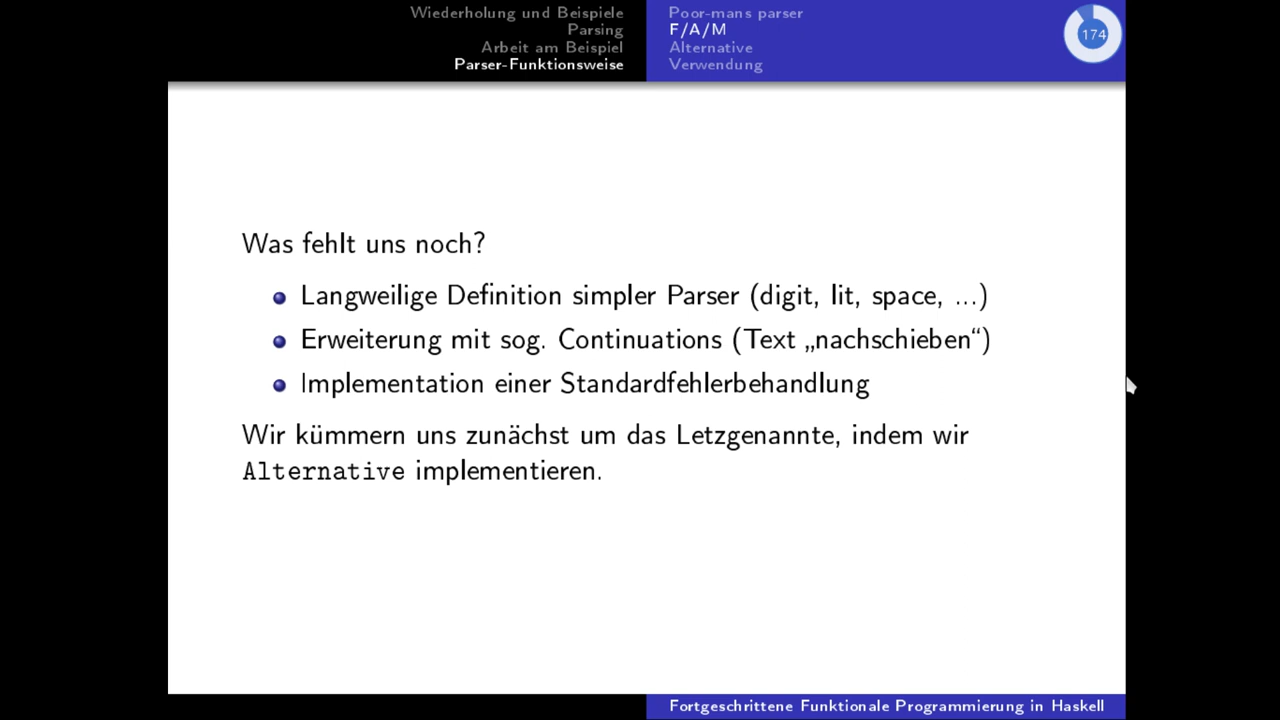 Wiederholung und Beispiele
Parsing
Arbeit am Beispiel
Parser-Funktionsweise
Poor-mans parser
F/A/M
Alternative
Verwendung
174
Was fehlt uns noch?
Langweilige Definition simpler Parser (digit, lit, space, ...)
Erweiterung mit sog. Continuations (Text „nachschieben“)
Implementation einer Standardfehlerbehandlung
Wir kümmern uns zunächst um das Letzgenannte, indem wir
Alternative implementieren.
Fortgeschrittene Funktionale Programmierung in Haskell